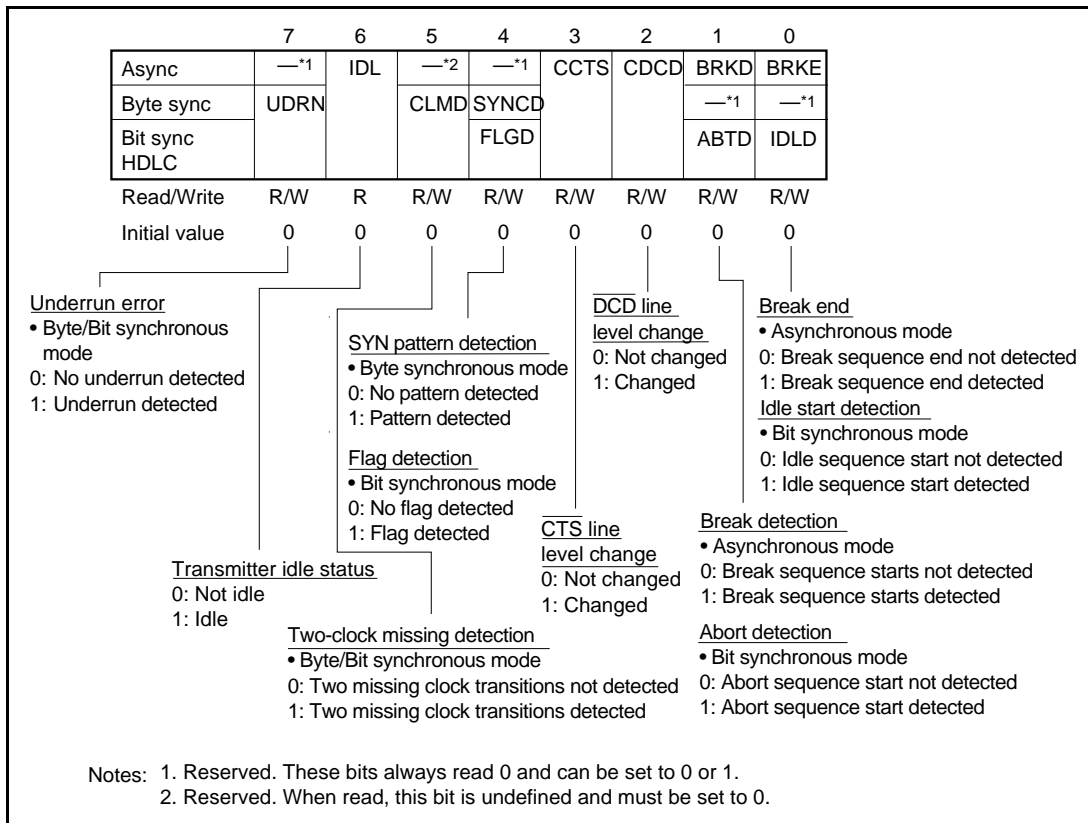 7 6 5 4 3 2 1 0
Async —*1 IDL —*2 —*1 CCTS CDCD BRKD BRKE
Byte sync UDRN CLMD SYNCD —*1 —*1
Bit sync FLGD ABTD IDLD
HDLC
Read/Write R/W R R/W R/W R/W R/W R/W R/W
Initial value 0 0 0 0 0 0 0 0
Underrun error
• Byte/Bit synchronous
mode
0: No underrun detected
1: Underrun detected
Transmitter idle status
0: Not idle
1: Idle
Two-clock missing detection
• Byte/Bit synchronous mode
0: Two missing clock transitions not detected
1: Two missing clock transitions detected
SYN pattern detection
• Byte synchronous mode
0: No pattern detected
1: Pattern detected
Flag detection
• Bit synchronous mode
0: No flag detected
1: Flag detected
CTS line
level change
0: Not changed
1: Changed
DCD line
level change
0: Not changed
1: Changed
Break end
• Asynchronous mode
0: Break sequence end not detected
1: Break sequence end detected
Idle start detection
• Bit synchronous mode
0: Idle sequence start not detected
1: Idle sequence start detected
Break detection
• Asynchronous mode
0: Break sequence starts not detected
1: Break sequence starts detected
Abort detection
• Bit synchronous mode
0: Abort sequence start not detected
1: Abort sequence start detected
Notes: 1. Reserved. These bits always read 0 and can be set to 0 or 1.
2. Reserved. When read, this bit is undefined and must be set to 0.